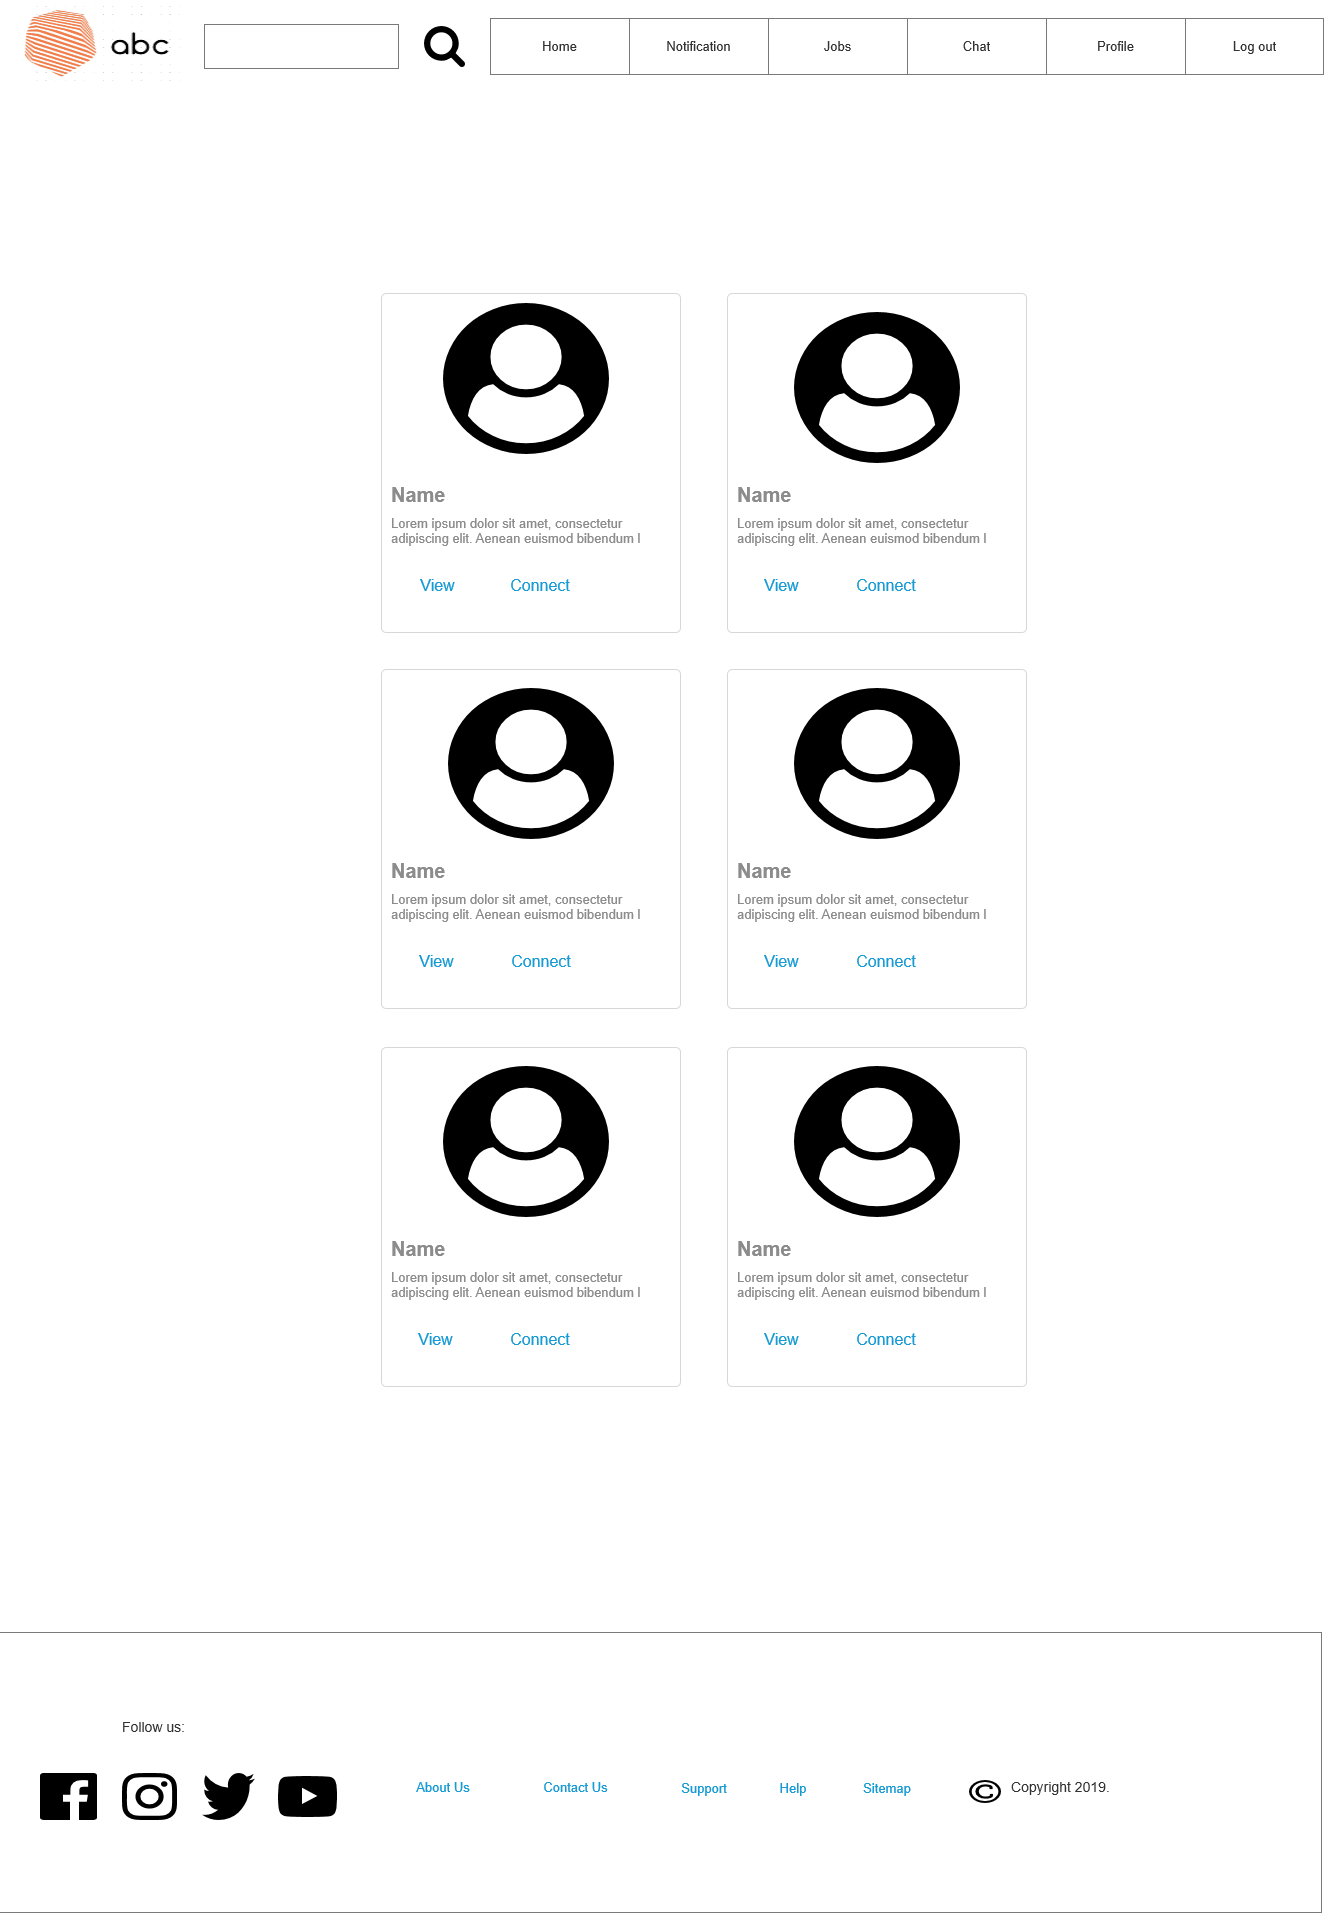 abc
Home
Notification
Jobs
Chat
Profile
Log out
Name
Lorem ipsum dolor sit amet, consectetur
adipiscing elit. Aenean euismod bibendum l
View
Connect
Name
Lorem ipsum dolor sit amet, consectetur
adipiscing elit. Aenean euismod bibendum l
View
Connect
Name
Lorem ipsum dolor sit amet, consectetur
adipiscing elit. Aenean euismod bibendum l
View
Connect
Name
Lorem ipsum dolor sit amet, consectetur
adipiscing elit. Aenean euismod bibendum l
View
Connect
Name
Lorem ipsum dolor sit amet, consectetur
adipiscing elit. Aenean euismod bibendum l
View
Connect
Name
Lorem ipsum dolor sit amet, consectetur
adipiscing elit. Aenean euismod bibendum l
View
Connect
Follow us:
About Us
Contact Us
Support
Help
Sitemap
© Copyright 2019.